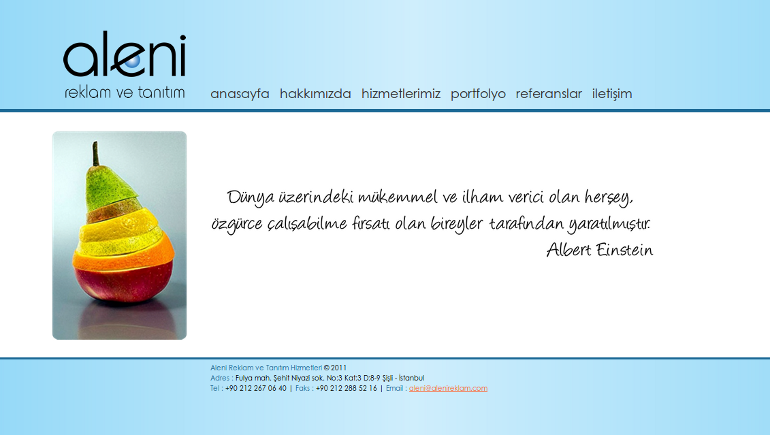 aleni
reklam ve tanıtım
anasayfa hakkımızda hizmetlerimiz portfolyo referanslar iletişim
Dünya üzerindeki mükemmel ve ilham verici olan herşey,
özgürce çalışabilme fırsatı olan bireyler tarafından yaratılmıştır.
Albert Einstein
Aleni Reklam ve Tanıtım Hizmetleri © 2011
Adres : Fulya mah. Şehit Niyazi sok. No:3 Kat:3 D:8-9 Şişli - İstanbul
Tel : +90 212 267 06 40 | Faks : +90 212 288 52 16 | Email : aleni@alenireklam.com